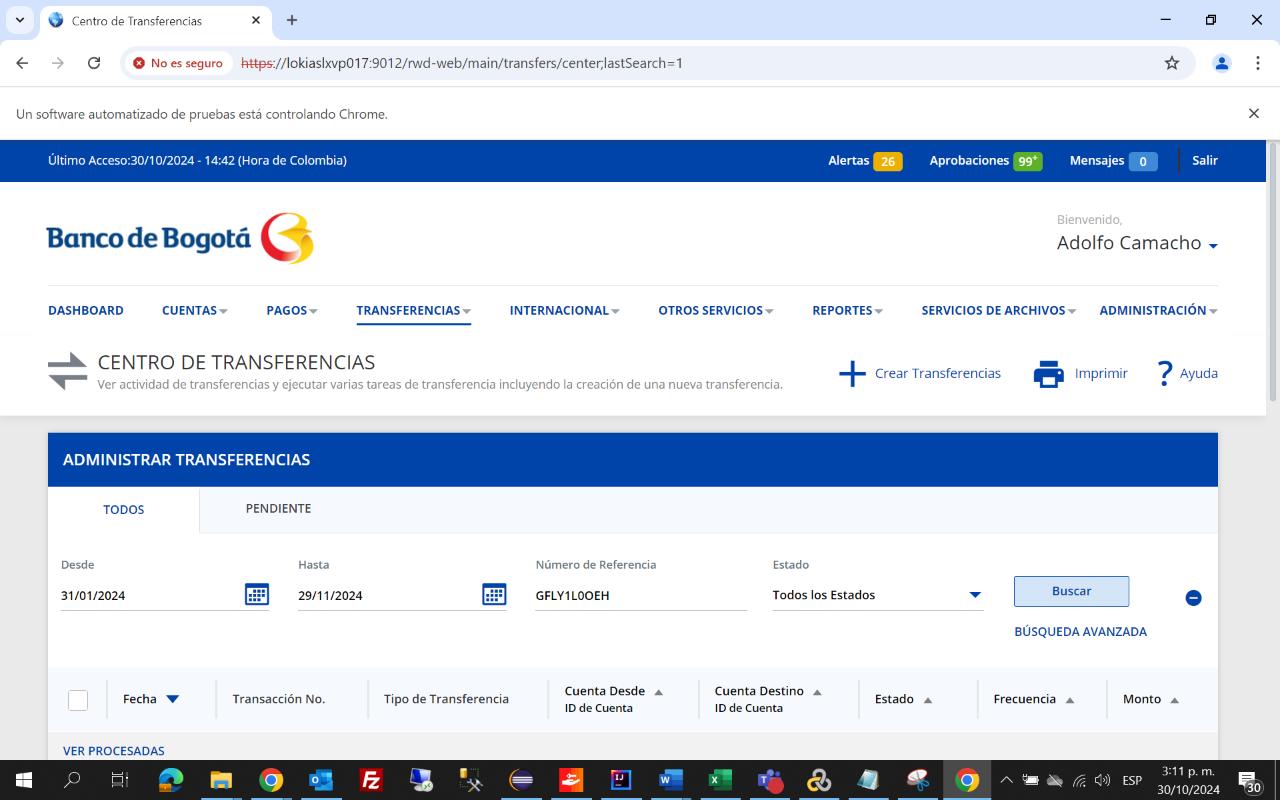 Centro de Transferencias
No es seguro
https://lokiaslxvp017:9012/rwd-web/main/transfers/center;lastSearch=1
Un software automatizado de pruebas está controlando Chrome.
Último Acceso:30/10/2024 - 14:42 (Hora de Colombia)
Alertas 26
Aprobaciones 99+
Mensajes 0
Salir
Banco de Bogotá
Bienvenido,
Adolfo Camacho
DASHBOARD
CUENTAS
PAGOS
TRANSFERENCIAS
INTERNACIONAL
OTROS SERVICIOS
REPORTES
SERVICIOS DE ARCHIVOS
ADMINISTRACIÓN
CENTRO DE TRANSFERENCIAS
Ver actividad de transferencias y ejecutar varias tareas de transferencia incluyendo la creación de una nueva transferencia.
Crear Transferencias
Imprimir
? Ayuda
ADMINISTRAR TRANSFERENCIAS
TODOS
PENDIENTE
Desde
Hasta
Número de Referencia
Estado
31/01/2024
29/11/2024
GFLY1L0OEH
Todos los Estados
Buscar
BÚSQUEDA AVANZADA
Fecha
Transacción No.
Tipo de Transferencia
Cuenta Desde
ID de Cuenta
Cuenta Destino
ID de Cuenta
Estado
Frecuencia
Monto
VER PROCESADAS
ESP
3:11 p. m.
30/10/2024
30